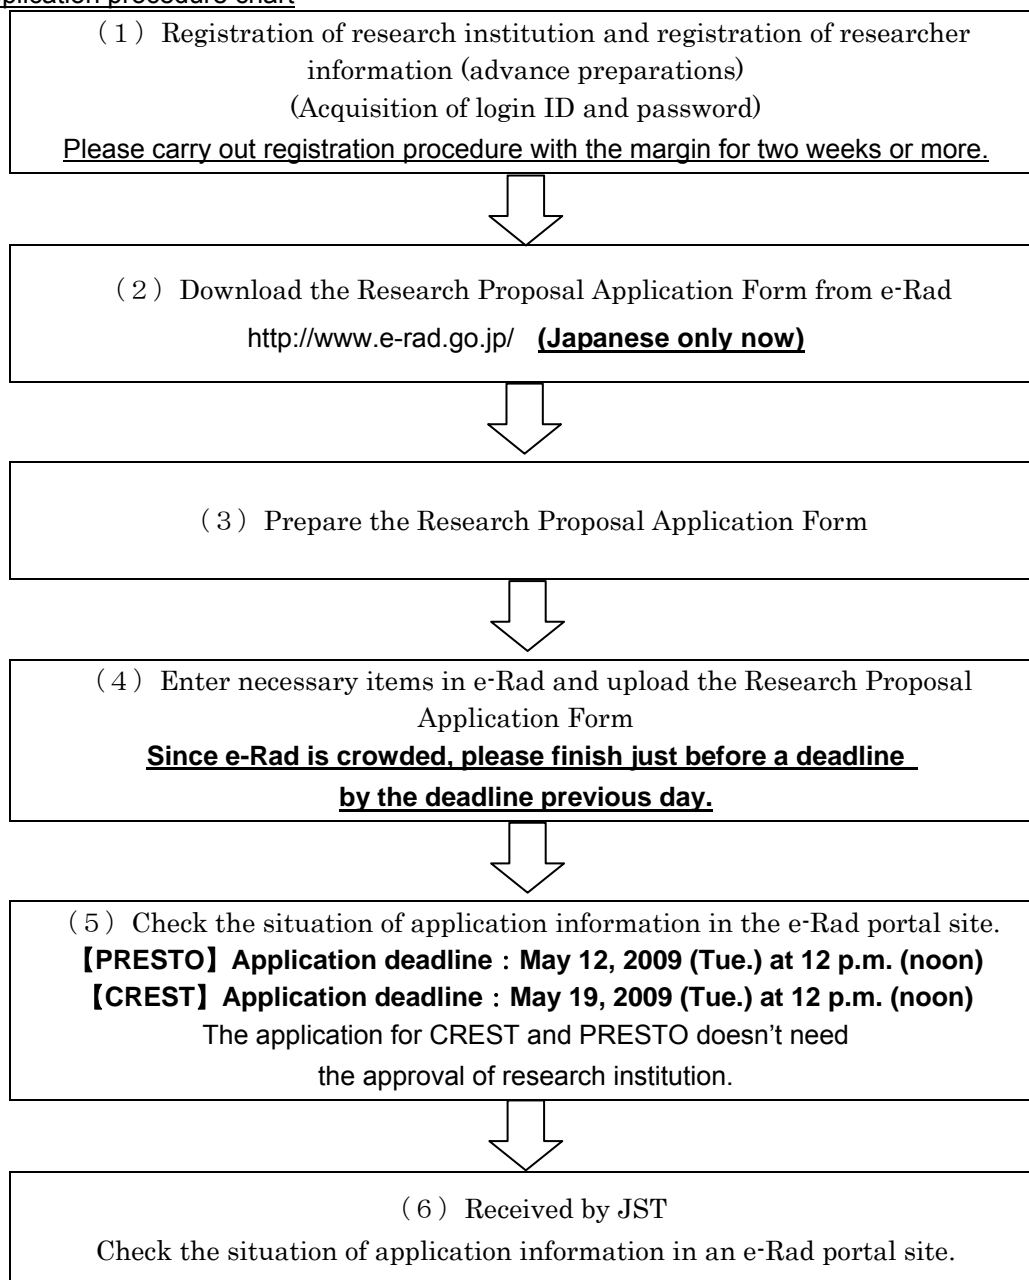 plication procedure chart
（１）Registration of research institution and registration of researcher
information (advance preparations)
(Acquisition of login ID and password)
Please carry out registration procedure with the margin for two weeks or more.
（２）Download the Research Proposal Application Form from e-Rad
http://www.e-rad.go.jp/ (Japanese only now)
（３）Prepare the Research Proposal Application Form
（４）Enter necessary items in e-Rad and upload the Research Proposal
Application Form
Since e-Rad is crowded, please finish just before a deadline
by the deadline previous day.
（５）Check the situation of application information in the e-Rad portal site.
【PRESTO】Application deadline：May 12, 2009 (Tue.) at 12 p.m. (noon)
【CREST】Application deadline：May 19, 2009 (Tue.) at 12 p.m. (noon)
The application for CREST and PRESTO doesn’t need
the approval of research institution.
（６）Received by JST
Check the situation of application information in an e-Rad portal site.